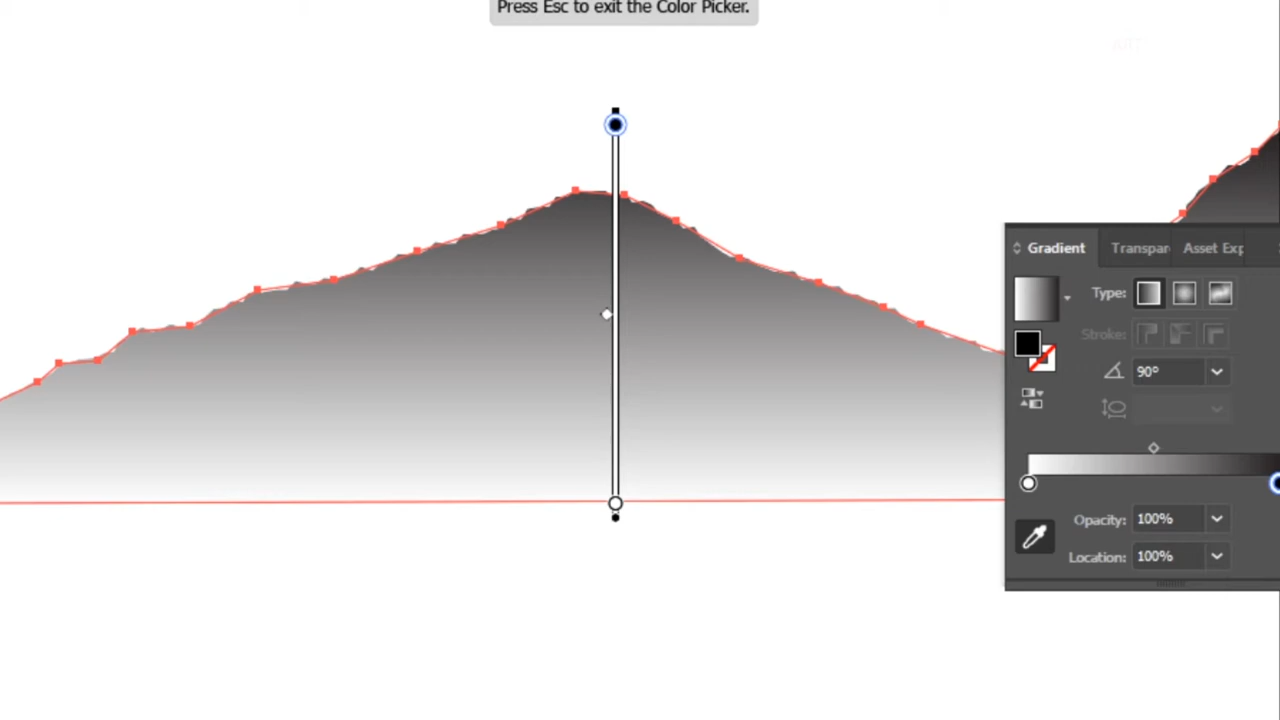 Press Esc to exit the Color Picker.
Gradient
Transpar
Asset Exp
Type:
Stroke:
90°
Opacity: 100%
Location: 100%